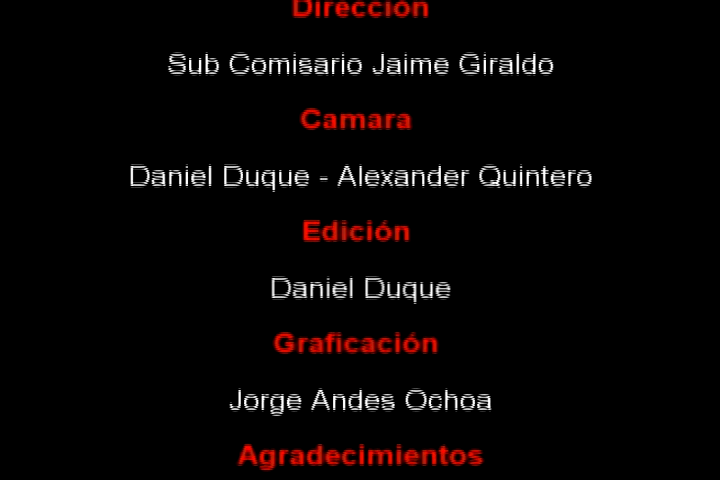 Dirección
Sub Comisario Jaime Giraldo
Camara
Daniel Duque - Alexander Quintero
Edición
Daniel Duque
Graficación
Jorge Andes Ochoa
Agradecimientos